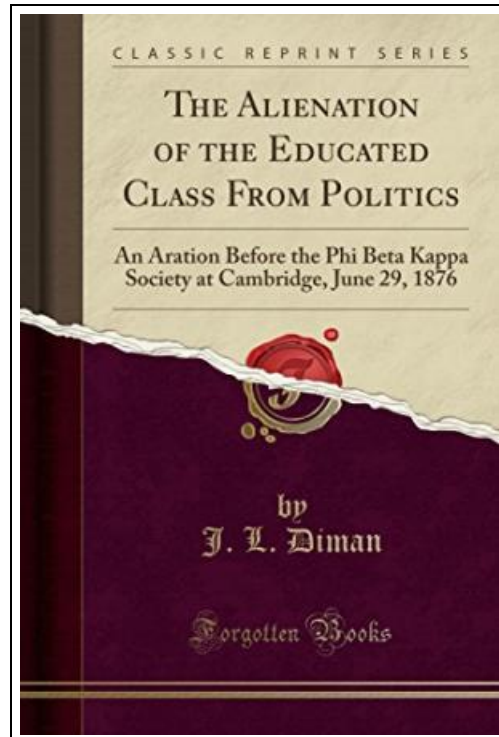 CLASSIC REPRINT SERIES
THE ALIENATION
OF THE EDUCATED
CLASS FROM POLITICS
An Aration Before the Phi Beta Kappa
Society at Cambridge, June 29, 1876
by
J. L. Diman
Forgotten Books